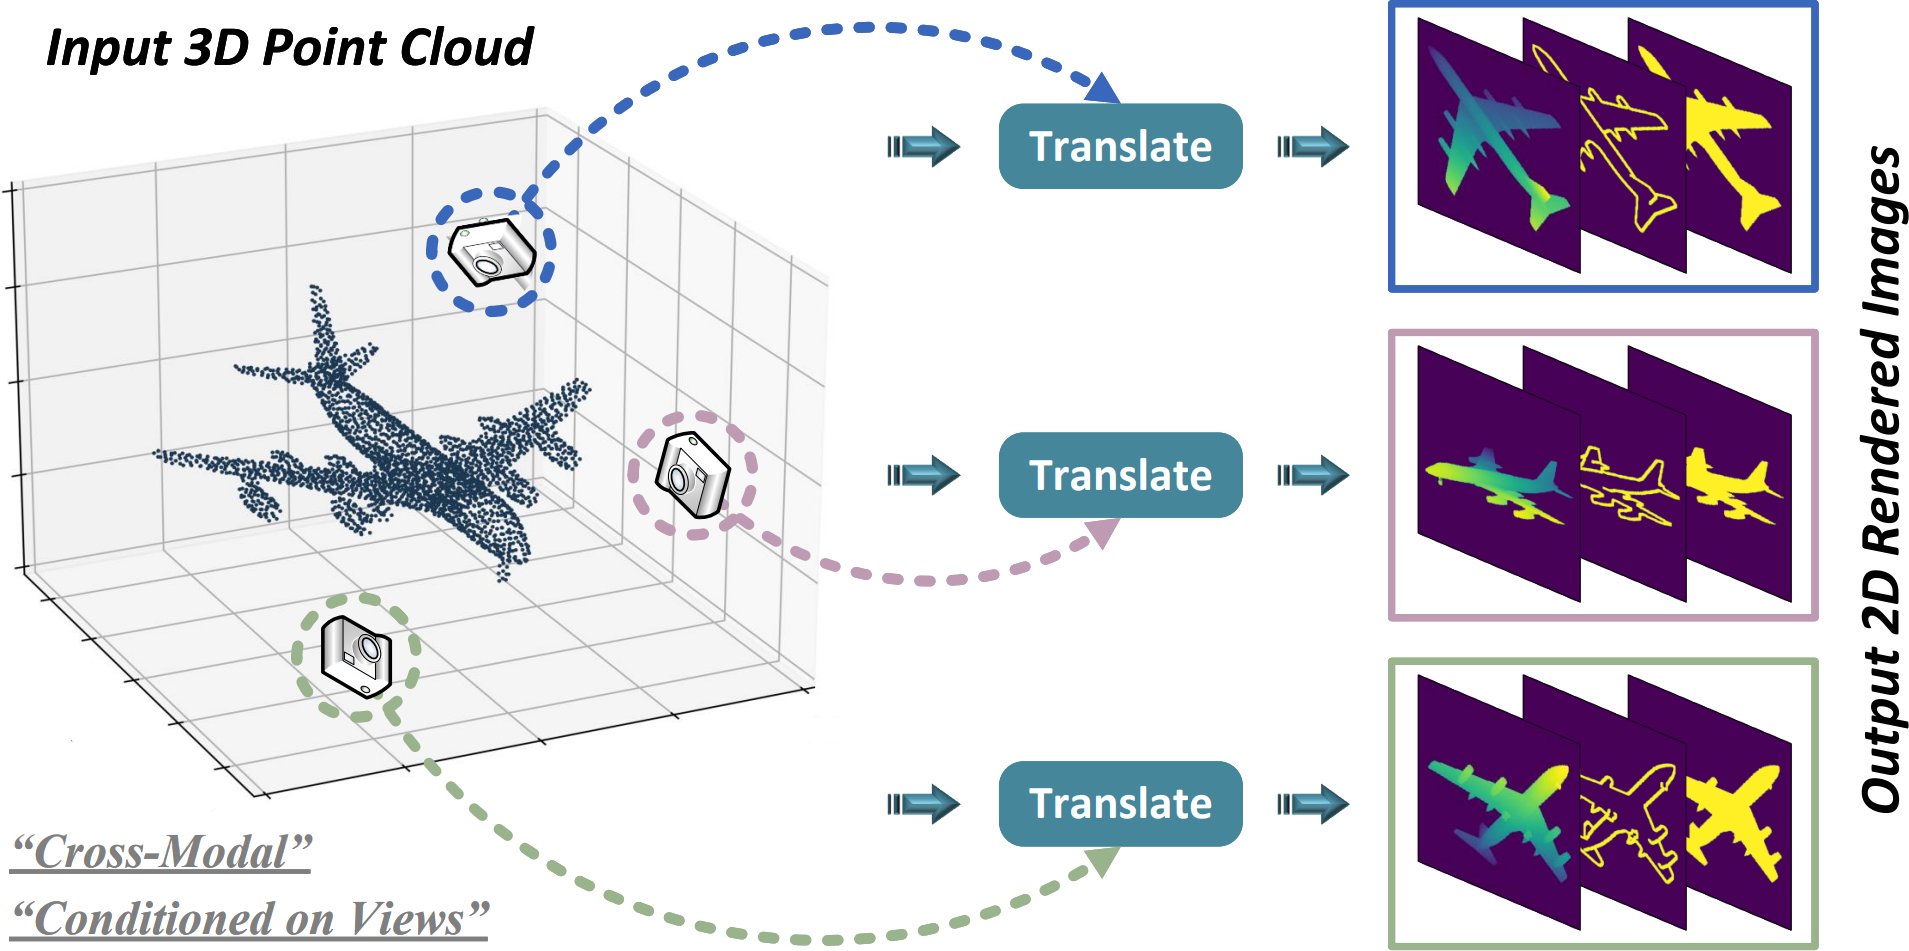 Input 3D Point Cloud
Translate
Translate
Translate
Output 2D Rendered Images
“Cross-Modal”
“Conditioned on Views”